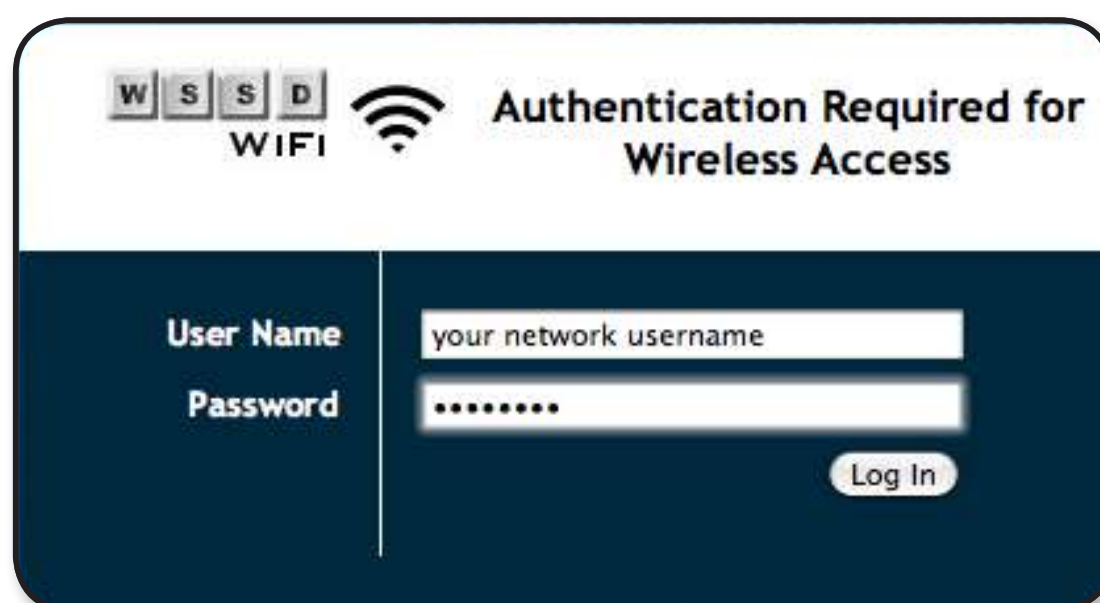 W S S D
WIFI
Authentication Required for
Wireless Access
User Name
your network username
Password
••••••••
Log In